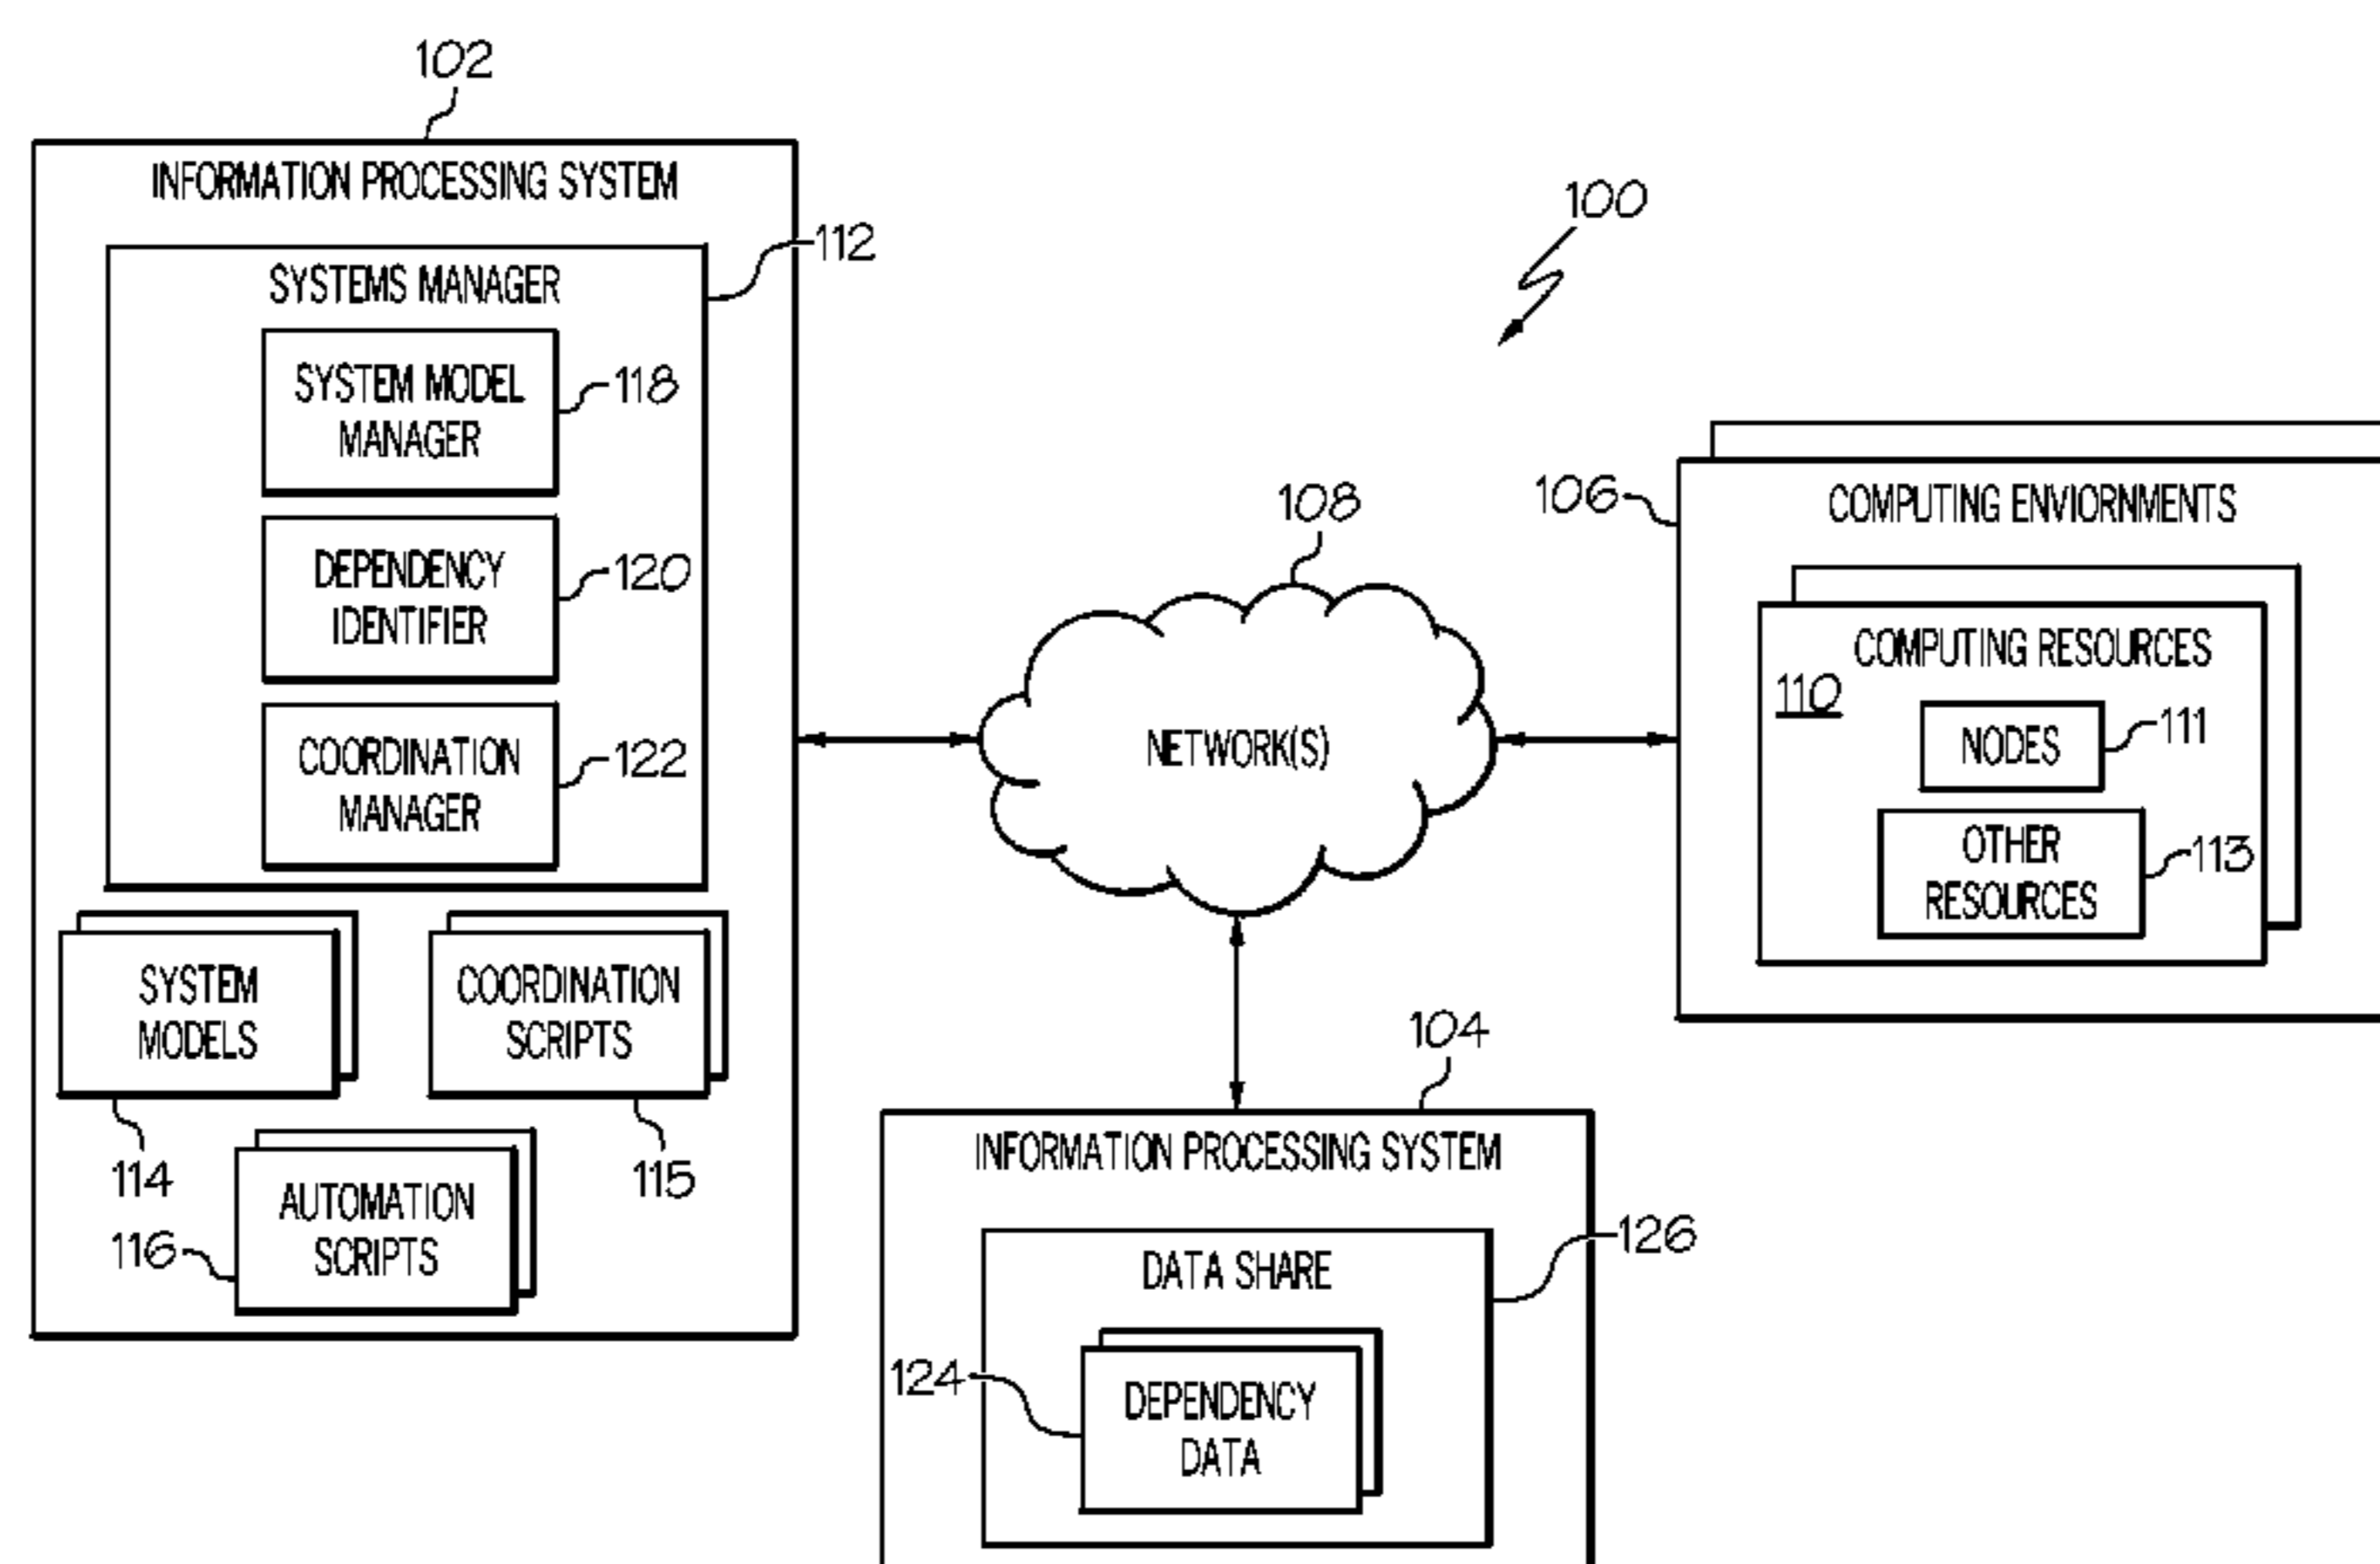 102
INFORMATION PROCESSING SYSTEM
112
SYSTEMS MANAGER
SYSTEM MODEL
MANAGER
118
DEPENDENCY
IDENTIFIER
120
COORDINATION
MANAGER
122
SYSTEM
MODELS
114
COORDINATION
SCRIPTS
115
AUTOMATION
SCRIPTS
116
100
108
NETWORK(S)
106
COMPUTING ENVIORNMENTS
COMPUTING RESOURCES
110
NODES
111
OTHER
RESOURCES
113
104
INFORMATION PROCESSING SYSTEM
126
DATA SHARE
124
DEPENDENCY
DATA